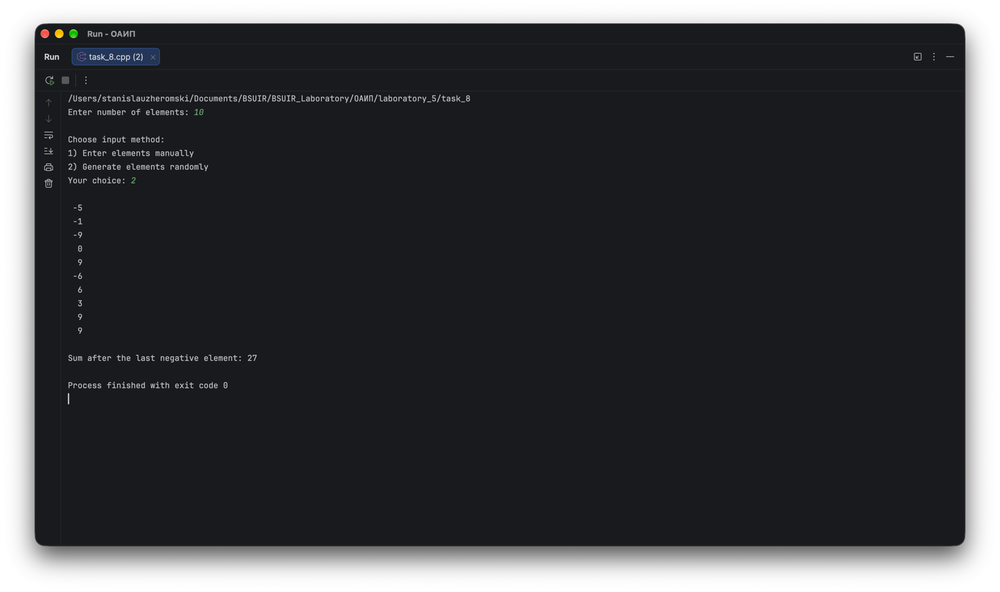 Run - ОАИП
Run task_8.cpp (2)
/Users/stanislauzheromski/Documents/BSUIR/BSUIR_Laboratory/ОАИП/laboratory_5/task_8
Enter number of elements: 10
Choose input method:
1) Enter elements manually
2) Generate elements randomly
Your choice: 2
-5
-1
-9
0
9
-6
6
3
9
9
Sum after the last negative element: 27
Process finished with exit code 0